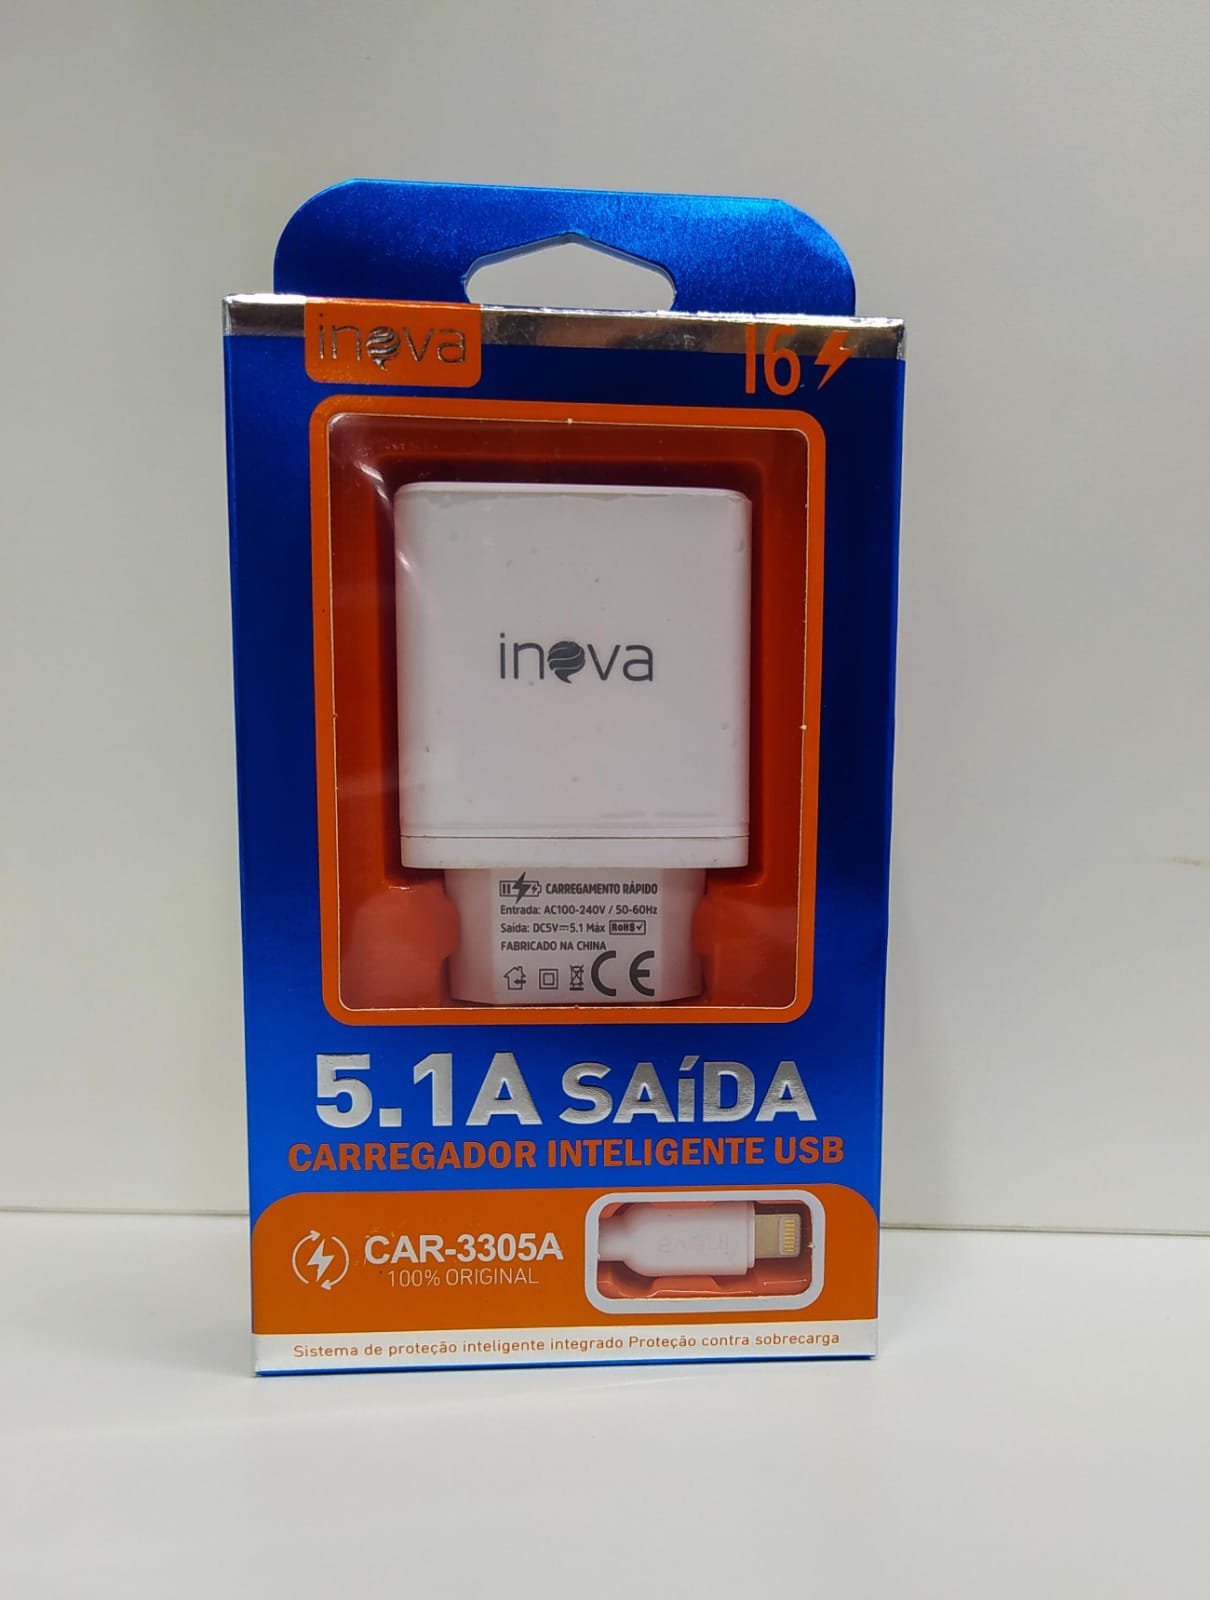 inova
I6
inova
CARREGAMENTO RÁPIDO
Entrada: AC100-240V / 50-60Hz
Saída: DC5V⎓5.1 Máx RoHS✓
FABRICADO NA CHINA
CE
5.1A SAíDA
CARREGADOR INTELIGENTE USB
CAR-3305A
100% ORIGINAL
inova
Sistema de proteção inteligente integrado Proteção contra sobrecarga